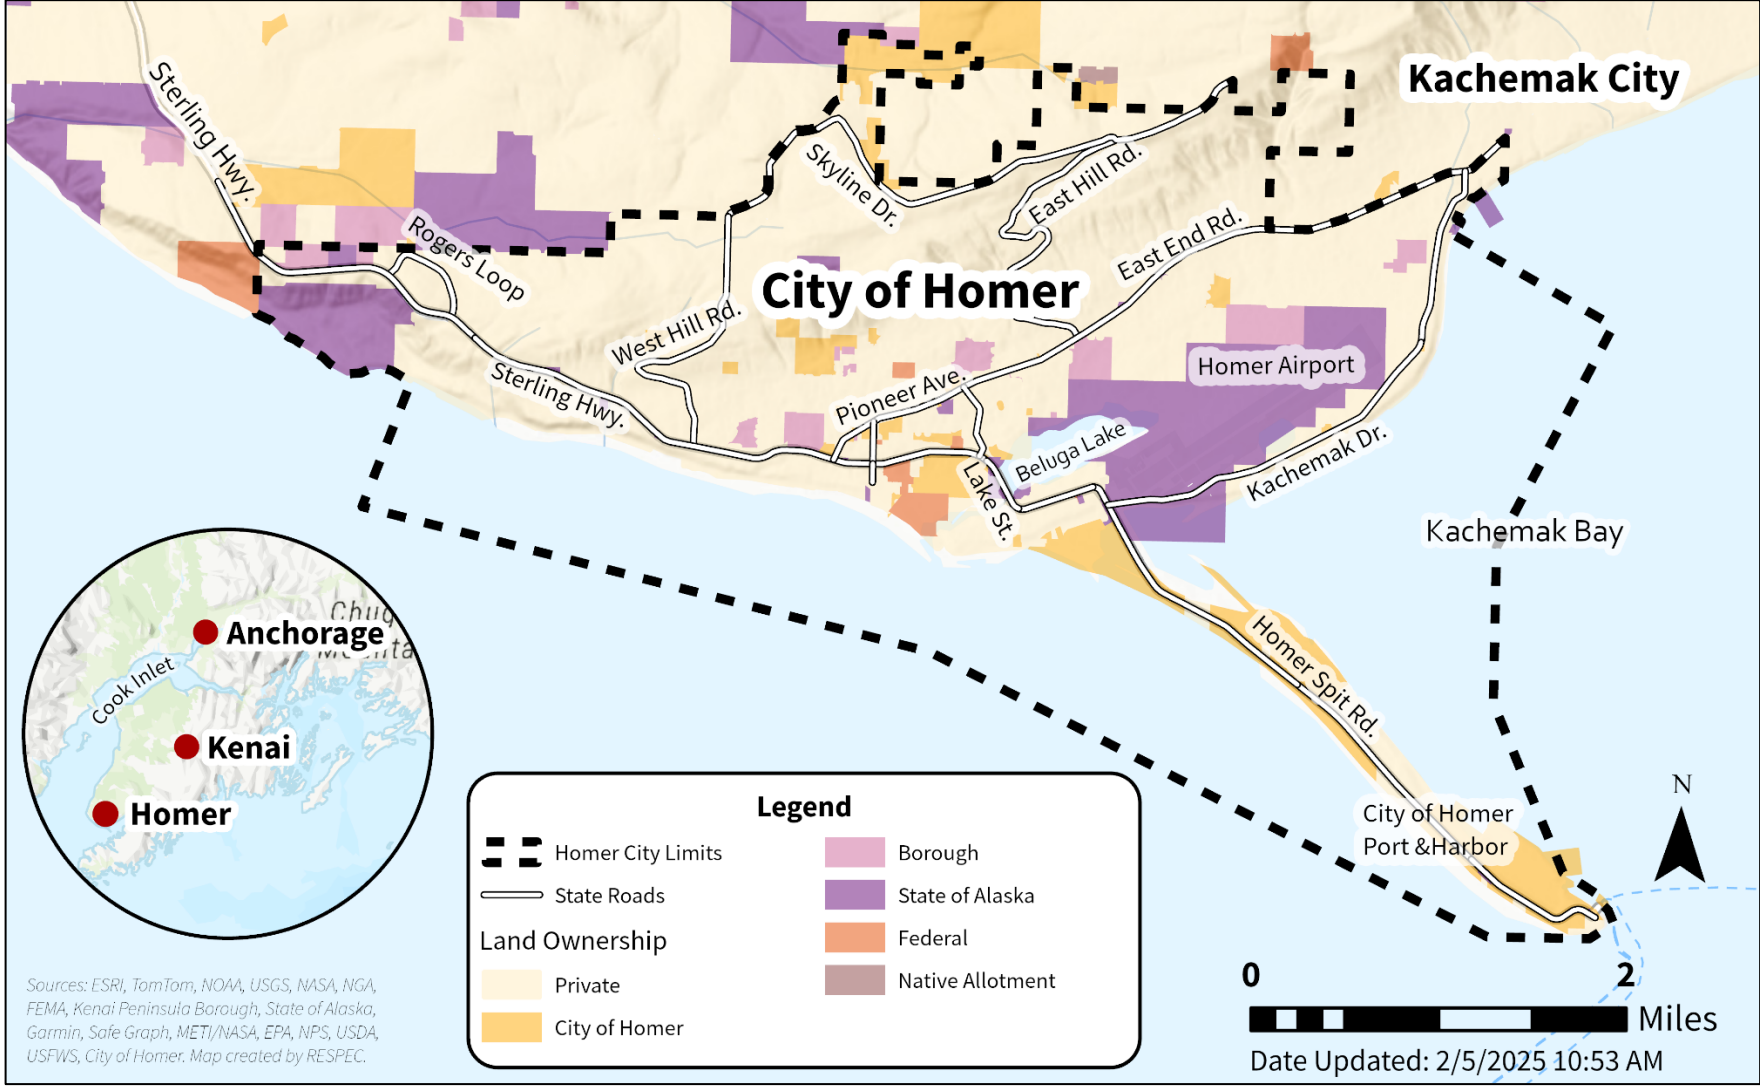 Kachemak City
Sterling Hwy.
Skyline Dr.
East Hill Rd.
East End Rd.
Rogers Loop
City of Homer
West Hill Rd.
Homer Airport
Sterling Hwy.
Pioneer Ave.
Beluga Lake
Kachemak Dr.
Lake St.
Kachemak Bay
Homer Spit Rd.
City of Homer
Port &Harbor
Chug
Mounta
Anchorage
Cook Inlet
Kenai
Homer
Legend
Homer City Limits
State Roads
Land Ownership
Private
City of Homer
Borough
State of Alaska
Federal
Native Allotment
N
0 2
Miles
Date Updated: 2/5/2025 10:53 AM
Sources: ESRI, TomTom, NOAA, USGS, NASA, NGA,
FEMA, Kenai Peninsula Borough, State of Alaska,
Garmin, Safe Graph, METI/NASA, EPA, NPS, USDA,
USFWS, City of Homer. Map created by RESPEC.